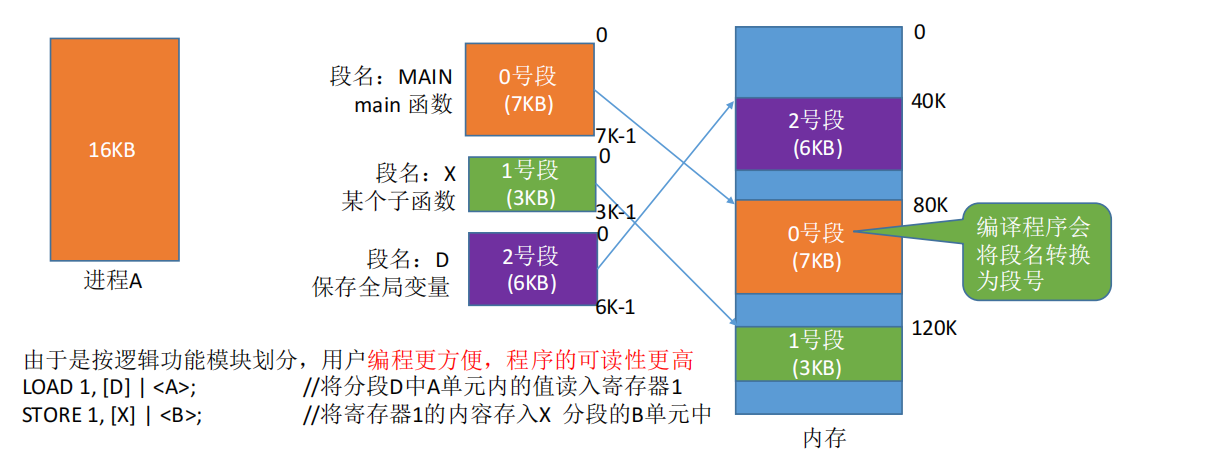 16KB
进程A
段名：MAIN
main 函数
0号段
(7KB)
0
7K-1
段名：X
某个子函数
1号段
(3KB)
0
3K-1
段名：D
保存全局变量
2号段
(6KB)
0
6K-1
0
2号段
(6KB)
40K
0号段
(7KB)
80K
1号段
(3KB)
120K
内存
编译程序会
将段名转换
为段号
由于是按逻辑功能模块划分，用户编程更方便，程序的可读性更高
LOAD 1, [D] | <A>; //将分段D中A单元内的值读入寄存器1
STORE 1, [X] | <B>; //将寄存器1的内容存入X 分段的B单元中